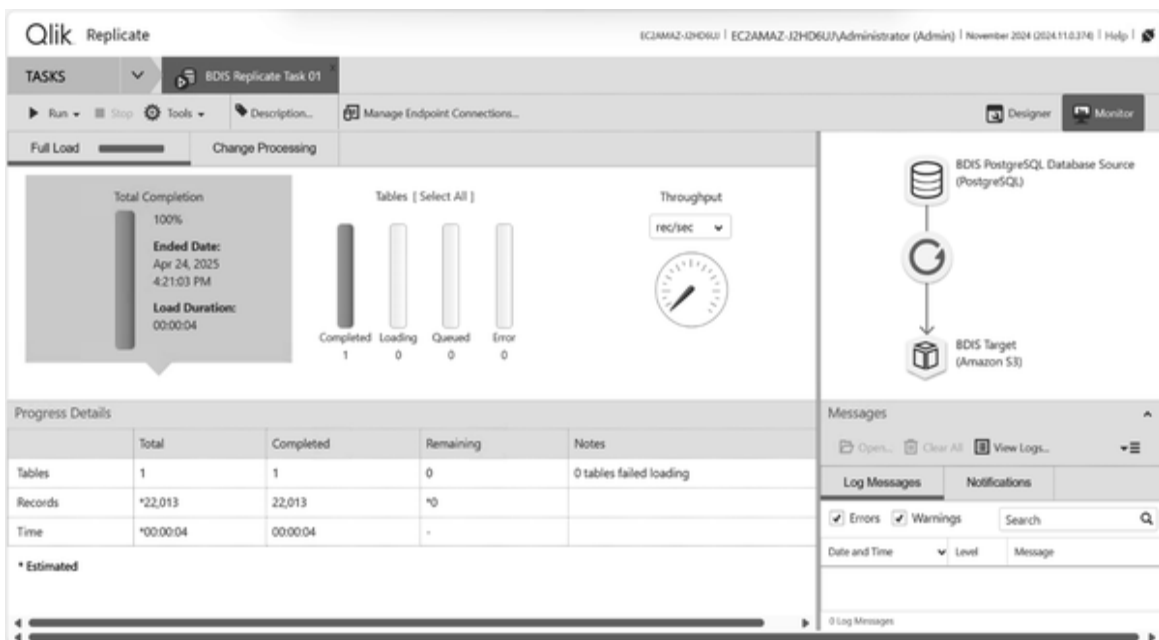 Qlik Replicate
EC2AMAZ-J2HD6UJ | EC2AMAZ-J2HD6UJ\Administrator (Admin) | November 2024 (2024.11.0.374) | Help |
TASKS
BDIS Replicate Task 01
Run
Stop
Tools
Description...
Manage Endpoint Connections...
Designer
Monitor
Full Load
Change Processing
Total Completion
100%
Ended Date:
Apr 24, 2025
4:21:03 PM
Load Duration:
00:00:04
Tables [ Select All ]
Completed Loading Queued Error
1 0 0 0
Throughput
rec/sec
BDIS PostgreSQL Database Source
(PostgreSQL)
BDIS Target
(Amazon S3)
Progress Details
Total Completed Remaining Notes
Tables 1 1 0 0 tables failed loading
Records *22,013 22,013 *0
Time *00:00:04 00:00:04 -
* Estimated
Messages
Open... Clear All View Logs...
Log Messages Notifications
Errors Warnings Search
Date and Time Level Message
0 Log Messages